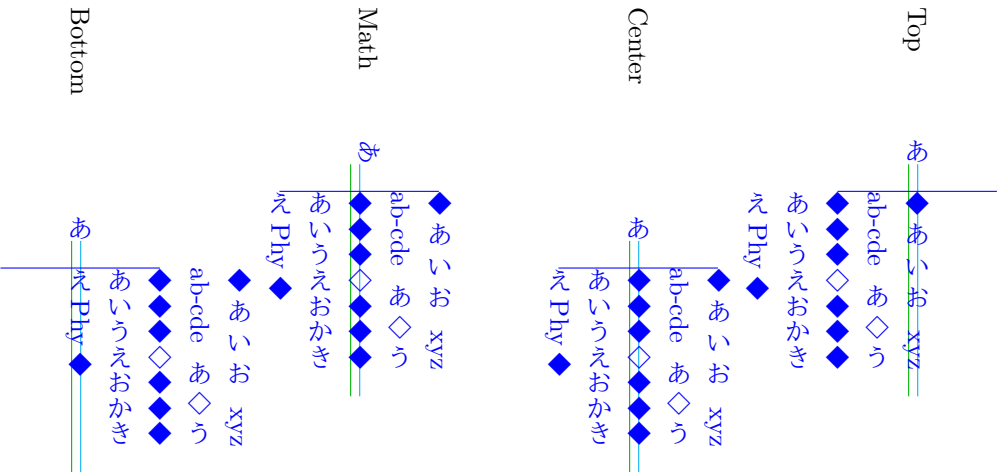 Top
あ
◆ あ い お xyz
ab-cde あ◇う
◆◆◆◇◆◆◆
あいうえおかき
え Phy ◆
Center
あ
◆ あ い お xyz
ab-cde あ◇う
◆◆◆◇◆◆◆
あいうえおかき
え Phy ◆
Math
あ
◆ あ い お xyz
ab-cde あ◇う
◆◆◆◇◆◆◆
あいうえおかき
え Phy ◆
Bottom
あ
◆ あ い お xyz
ab-cde あ◇う
◆◆◆◇◆◆◆
あいうえおかき
え Phy ◆